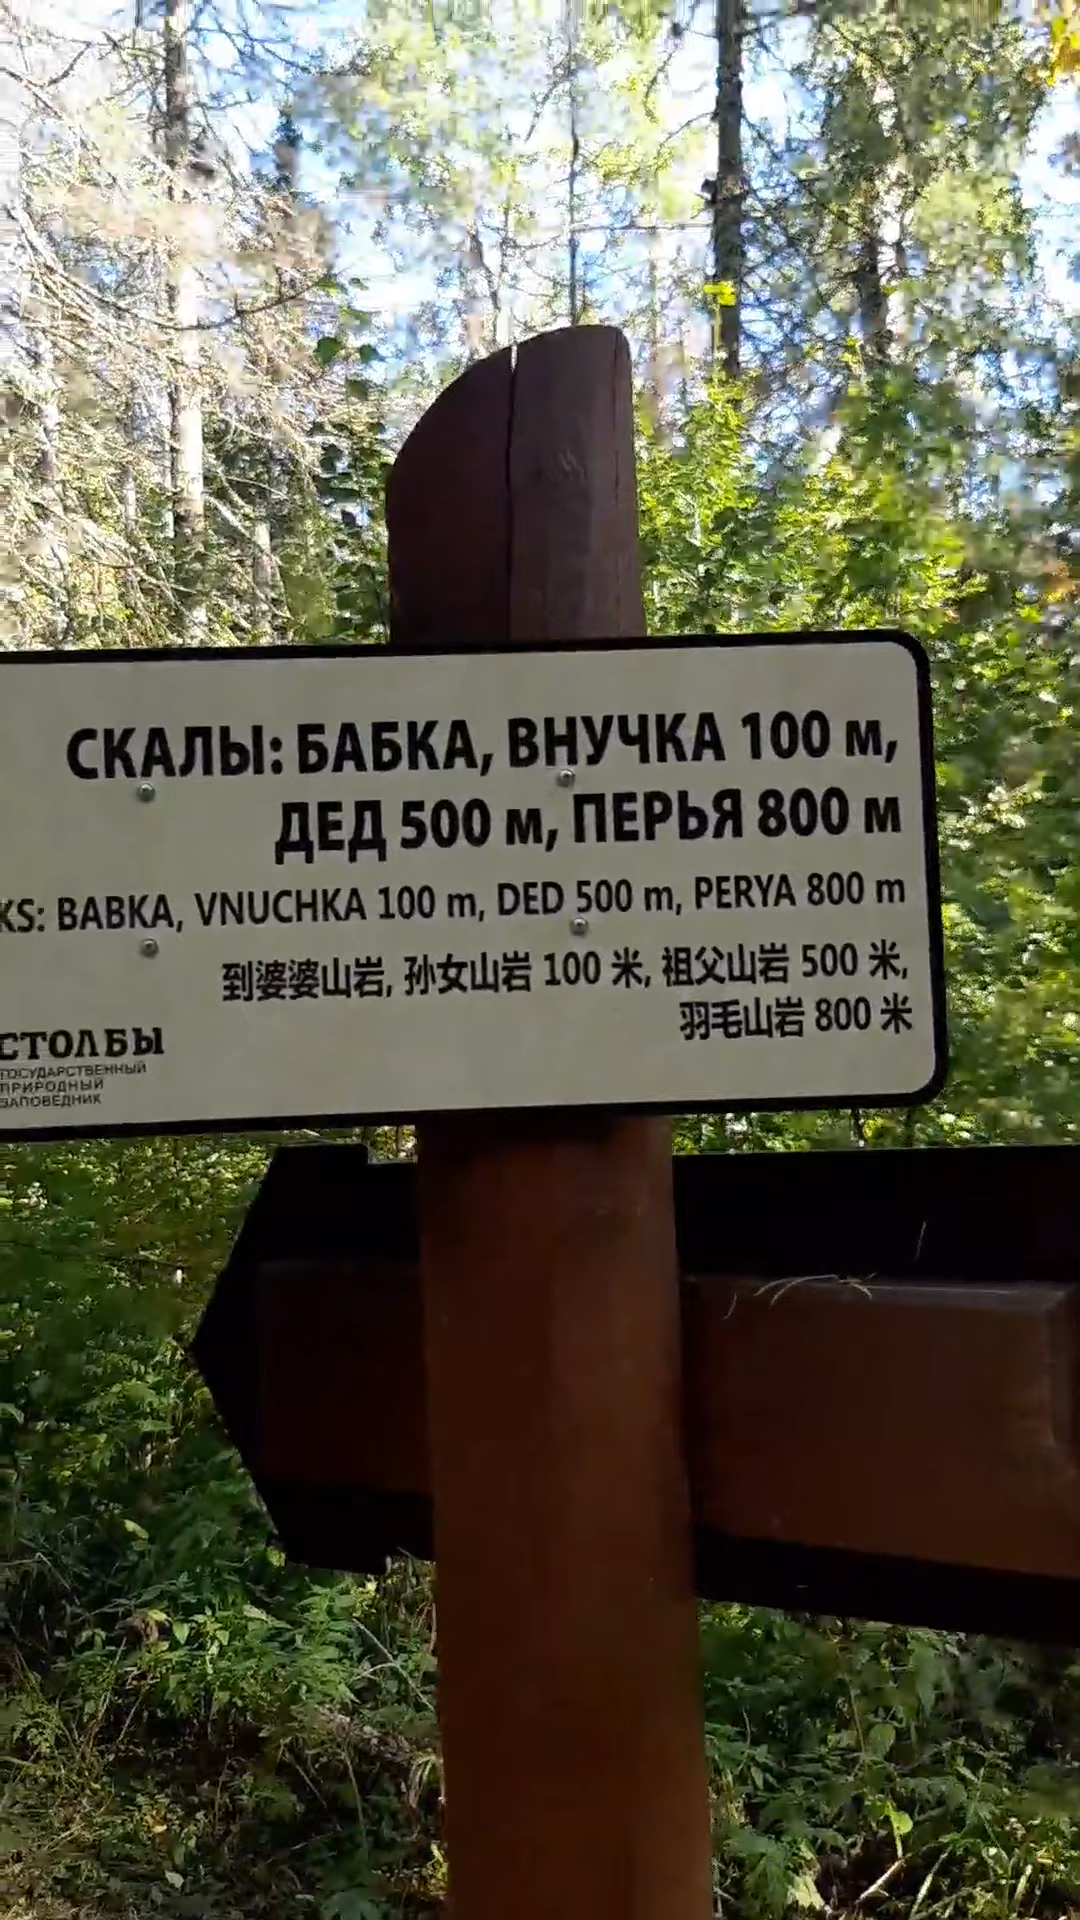 СКАЛЫ: БАБКА, ВНУЧКА 100 м,
ДЕД 500 м, ПЕРЬЯ 800 м
KS: BABKA, VNUCHKA 100 m, DED 500 m, PERYA 800 m
到婆婆山岩, 孙女山岩 100 米, 祖父山岩 500 米,
羽毛山岩 800 米
СТОЛБЫ
ГОСУДАРСТВЕННЫЙ
ПРИРОДНЫЙ
ЗАПОВЕДНИК